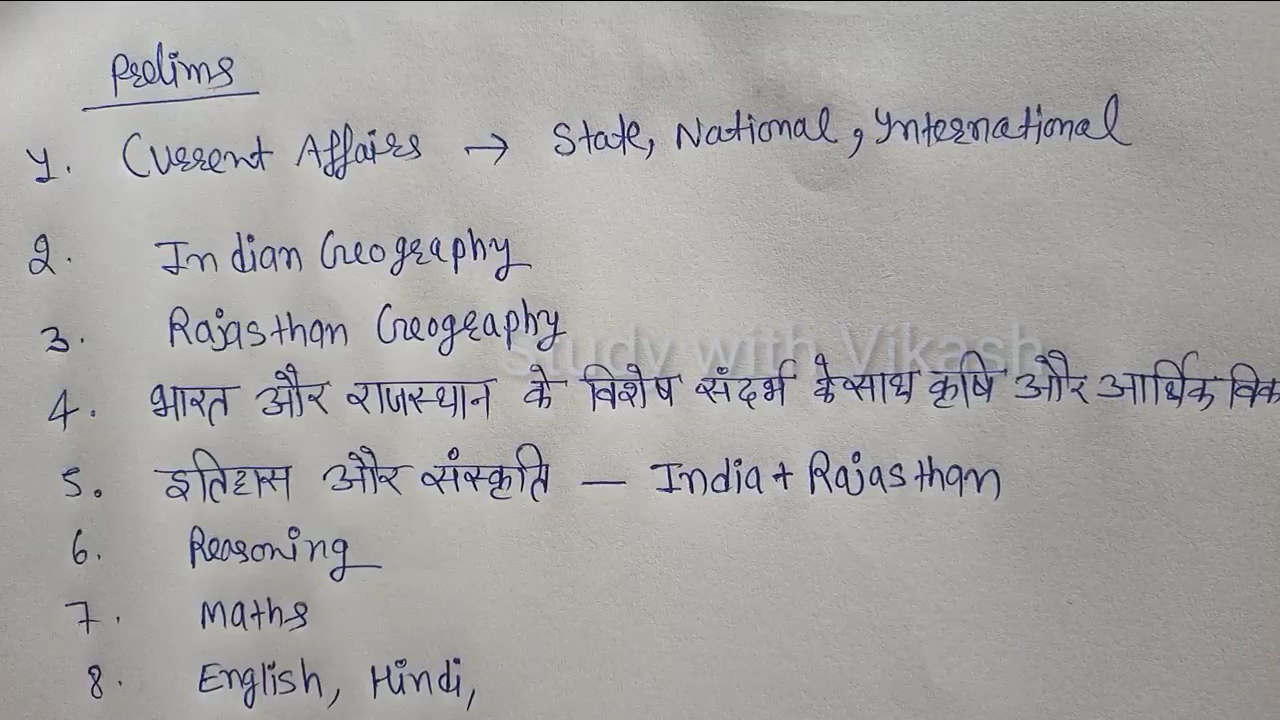 Prelims
1. Current Affairs → State, National, International
2. Indian Geography
3. Rajasthan Geography
Study with Vikash
4. भारत और राजस्थान के विशेष संदर्भ के साथ कृषि और आर्थिक विक
5. इतिहास और संस्कृति — India + Rajasthan
6. Reasoning
7. Maths
8. English, Hindi,